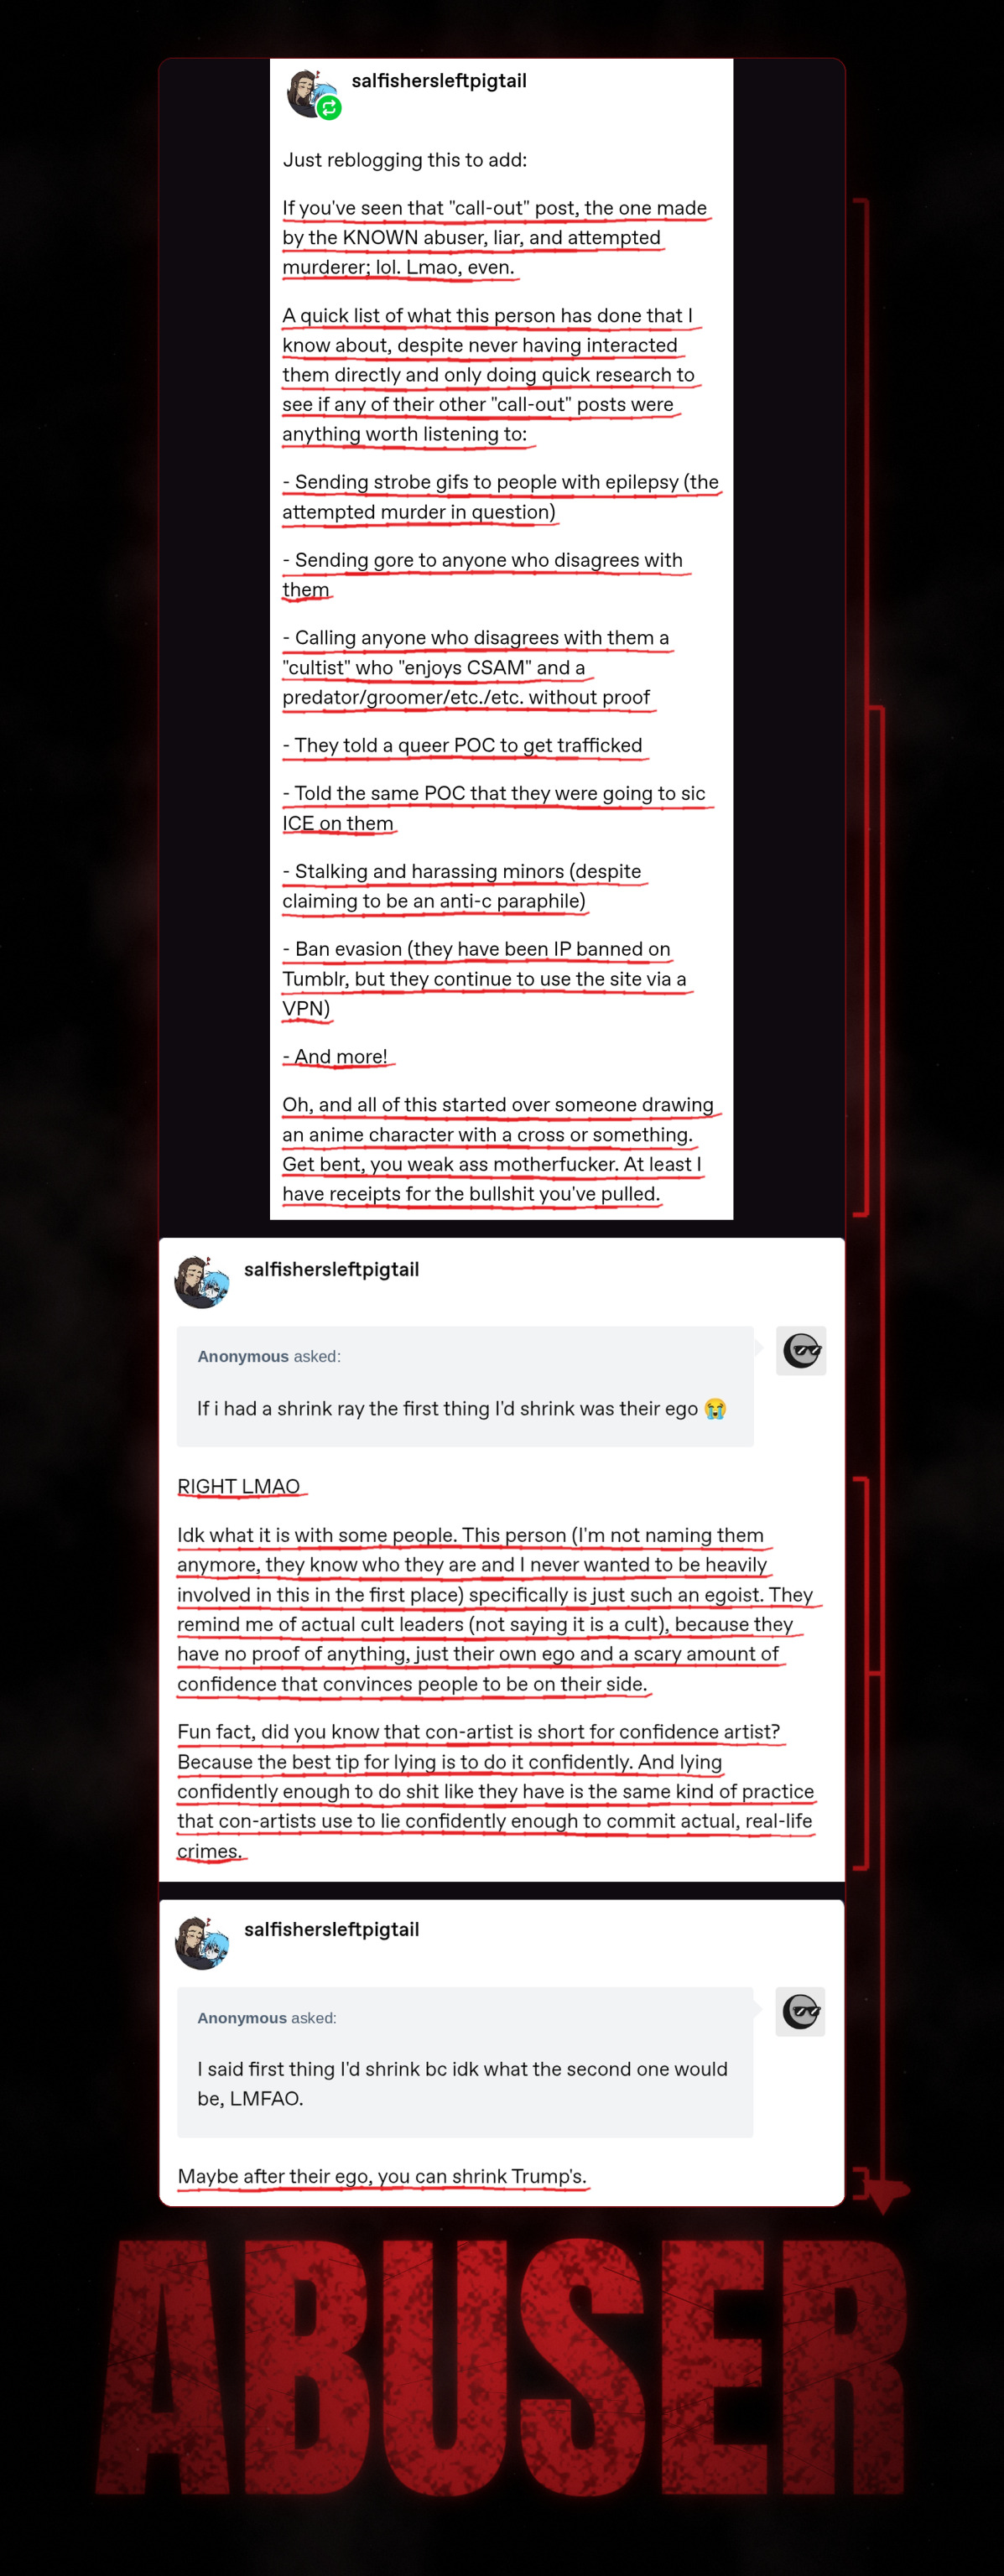 salfishersleftpigtail
Just reblogging this to add:
If you've seen that "call-out" post, the one made
by the KNOWN abuser, liar, and attempted
murderer; lol. Lmao, even.
A quick list of what this person has done that I
know about, despite never having interacted
them directly and only doing quick research to
see if any of their other "call-out" posts were
anything worth listening to:
- Sending strobe gifs to people with epilepsy (the
attempted murder in question)
- Sending gore to anyone who disagrees with
them
- Calling anyone who disagrees with them a
"cultist" who "enjoys CSAM" and a
predator/groomer/etc./etc. without proof
- They told a queer POC to get trafficked
- Told the same POC that they were going to sic
ICE on them
- Stalking and harassing minors (despite
claiming to be an anti-c paraphile)
- Ban evasion (they have been IP banned on
Tumblr, but they continue to use the site via a
VPN)
- And more!
Oh, and all of this started over someone drawing
an anime character with a cross or something.
Get bent, you weak ass motherfucker. At least I
have receipts for the bullshit you've pulled.
salfishersleftpigtail
Anonymous asked:
If i had a shrink ray the first thing I'd shrink was their ego 😭
RIGHT LMAO
Idk what it is with some people. This person (I'm not naming them
anymore, they know who they are and I never wanted to be heavily
involved in this in the first place) specifically is just such an egoist. They
remind me of actual cult leaders (not saying it is a cult), because they
have no proof of anything, just their own ego and a scary amount of
confidence that convinces people to be on their side.
Fun fact, did you know that con-artist is short for confidence artist?
Because the best tip for lying is to do it confidently. And lying
confidently enough to do shit like they have is the same kind of practice
that con-artists use to lie confidently enough to commit actual, real-life
crimes.
salfishersleftpigtail
Anonymous asked:
I said first thing I'd shrink bc idk what the second one would
be, LMFAO.
Maybe after their ego, you can shrink Trump's.
ABUSER